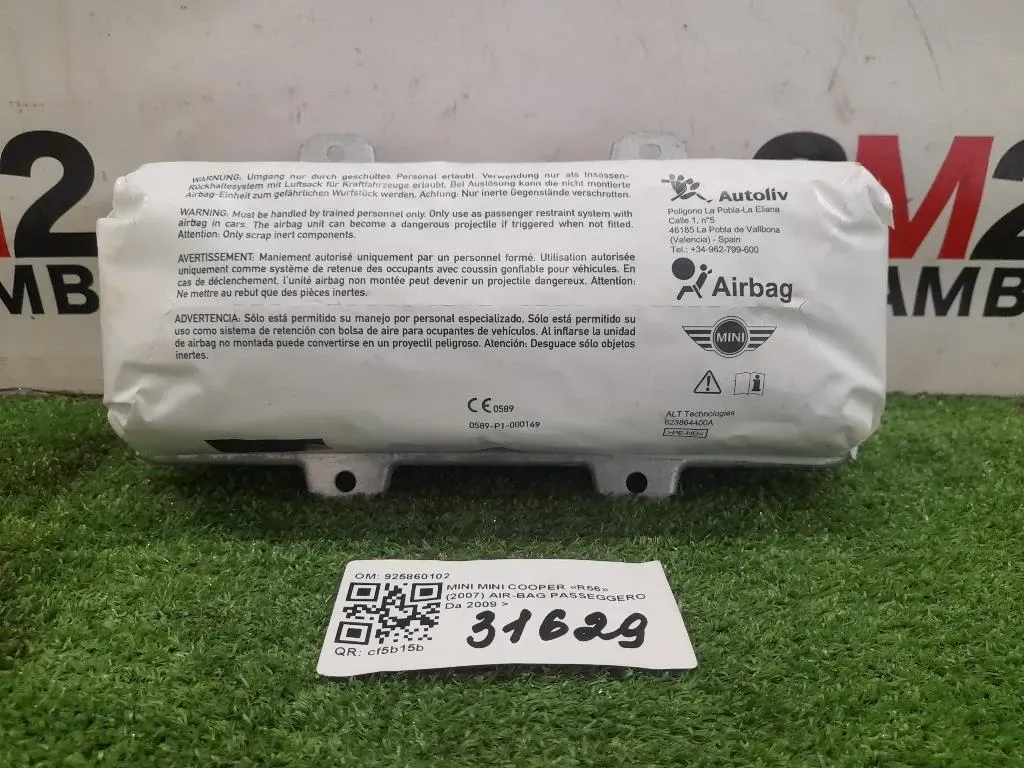 WARNUNG: Umgang nur durch geschultes Personal erlaubt. Verwendung nur als Insassen-
Rückhaltesystem mit Luftsack für Kraftfahrzeuge erlaubt. Bei Auslösung kann die nicht montierte
Airbag-Einheit zum gefährlichen Wurfstück werden. Achtung: Nur inerte Gegenstände verschrotten.
WARNING: Must be handled by trained personnel only. Only use as passenger restraint system with
airbag in cars. The airbag unit can become a dangerous projectile if triggered when not fitted.
Attention: Only scrap inert components.
AVERTISSEMENT: Maniement autorisé uniquement par un personnel formé. Utilisation autorisée
uniquement comme système de retenue des occupants avec coussin gonflable pour véhicules. En
cas de déclenchement, l'unité airbag non montée peut devenir un projectile dangereux. Attention:
Ne mettre au rebut que des pièces inertes.
ADVERTENCIA: Sólo está permitido su manejo por personal especializado. Sólo está permitido su
uso como sistema de retención con bolsa de aire para ocupantes de vehículos. Al inflarse la unidad
de airbag no montada puede convertirse en un proyectil peligroso. Atención: Desguace sólo objetos
inertes.
CE 0589
0589-P1-000169
Autoliv
Poligono La Pobla-La Eliana
Calle 1, n°5
46185 La Pobla de Vallbona
(Valencia) - Spain
Tel.: +34-962-799-600
Airbag
MINI
ALT Technologies
623864400A
>PE-HD<
2
AMB
M2
AMB
OM: 925860102
MINI MINI COOPER «R56»
(2007) AIR-BAG PASSEGGERO
Da 2009 >
31629
QR: cf5b15b